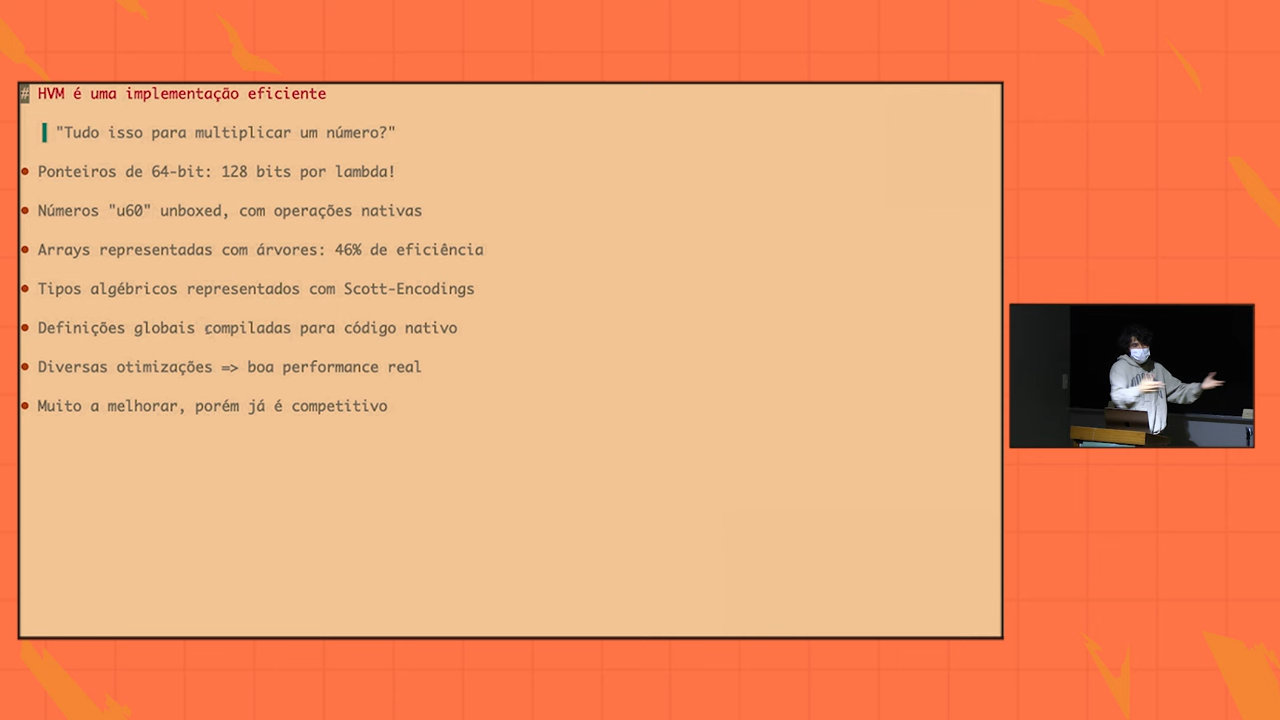 # HVM é uma implementação eficiente
"Tudo isso para multiplicar um número?"
• Ponteiros de 64-bit: 128 bits por lambda!
• Números "u60" unboxed, com operações nativas
• Arrays representadas com árvores: 46% de eficiência
• Tipos algébricos representados com Scott-Encodings
• Definições globais compiladas para código nativo
• Diversas otimizações => boa performance real
• Muito a melhorar, porém já é competitivo